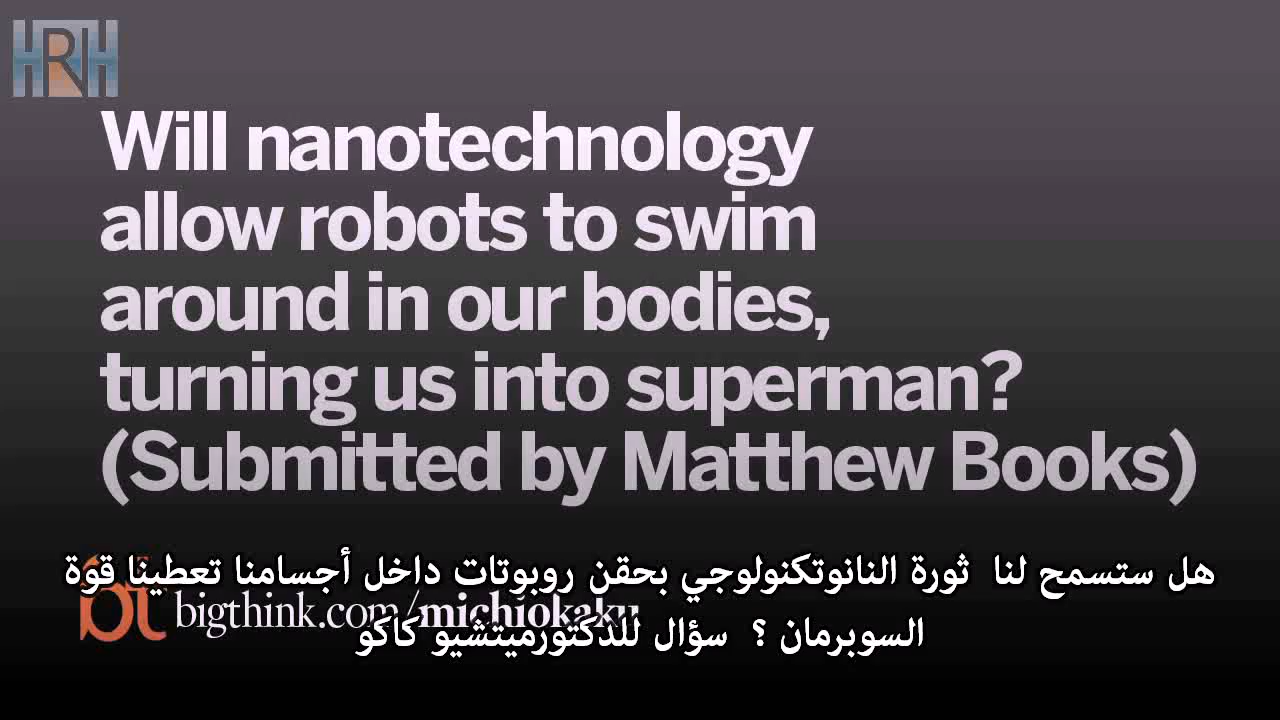 HRH
Will nanotechnology
allow robots to swim
around in our bodies,
turning us into superman?
(Submitted by Matthew Books)
هل ستسمح لنا ثورة النانوتكنولوجي بحقن روبوتات داخل أجسامنا تعطينا قوة
bt bigthink.com/michiokaku
السوبرمان ؟ سؤال للدكتورميتشيو كاكو